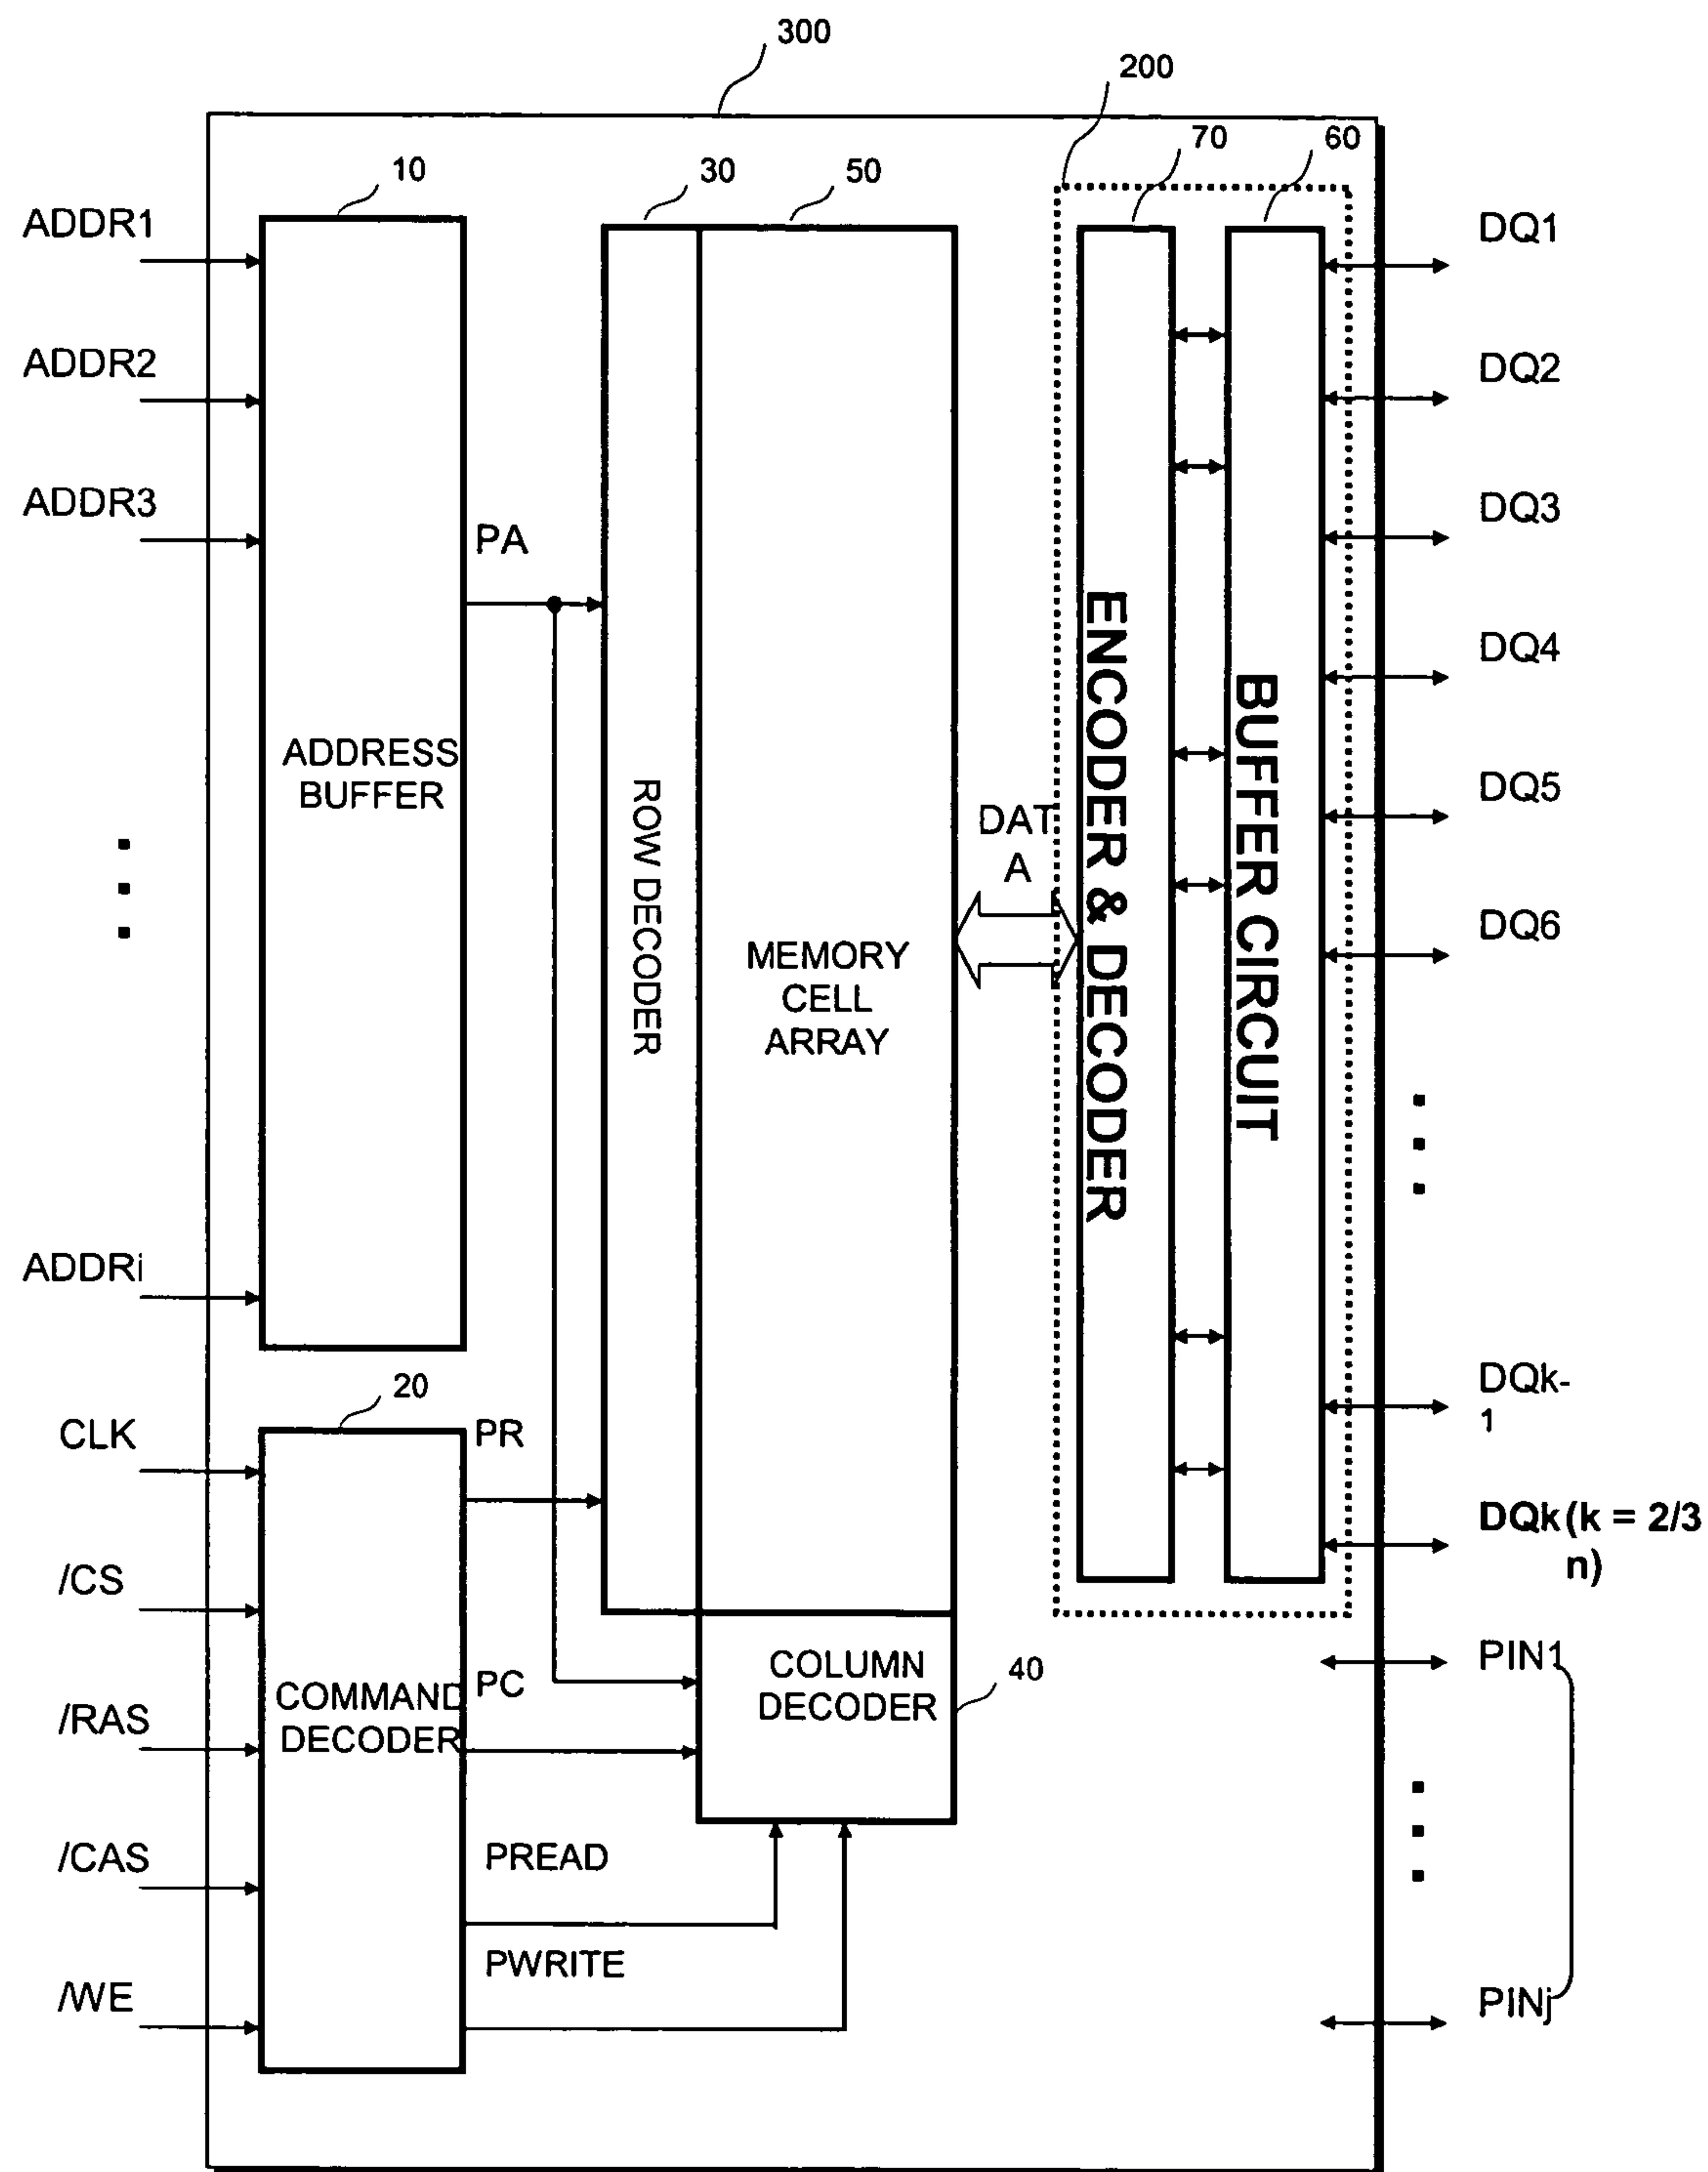 300
200
70
60
10
30
50
ADDR1
ADDR2
ADDR3
ADDRi
ADDRESS
BUFFER
PA
ROW DECODER
MEMORY
CELL
ARRAY
DAT
A
ENCODER & DECODER
BUFFER CIRCUIT
DQ1
DQ2
DQ3
DQ4
DQ5
DQ6
DQk-
1
DQk (k = 2/3
n)
20
CLK
/CS
/RAS
/CAS
/WE
COMMAND
DECODER
PR
PC
PREAD
PWRITE
COLUMN
DECODER
40
PIN1
PINj